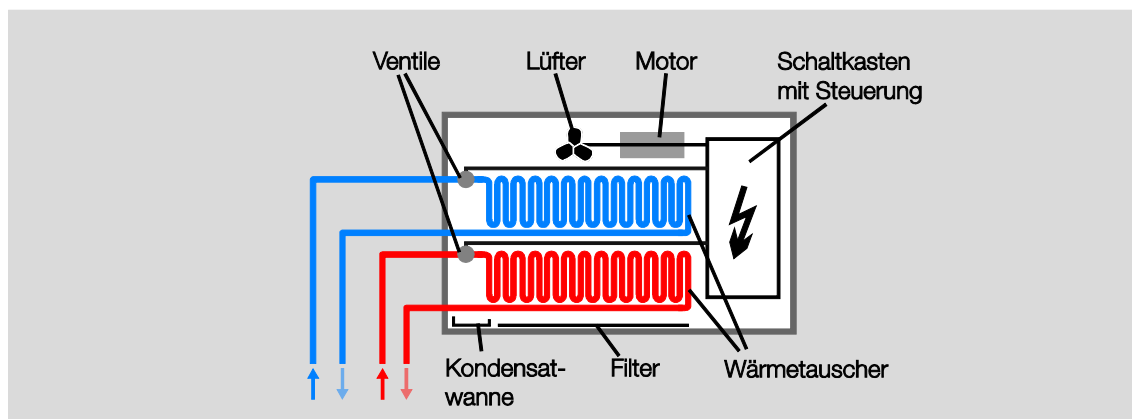 Ventile
Lüfter
Motor
Schaltkasten
mit Steuerung
Kondensat-
wanne
Filter
Wärmetauscher